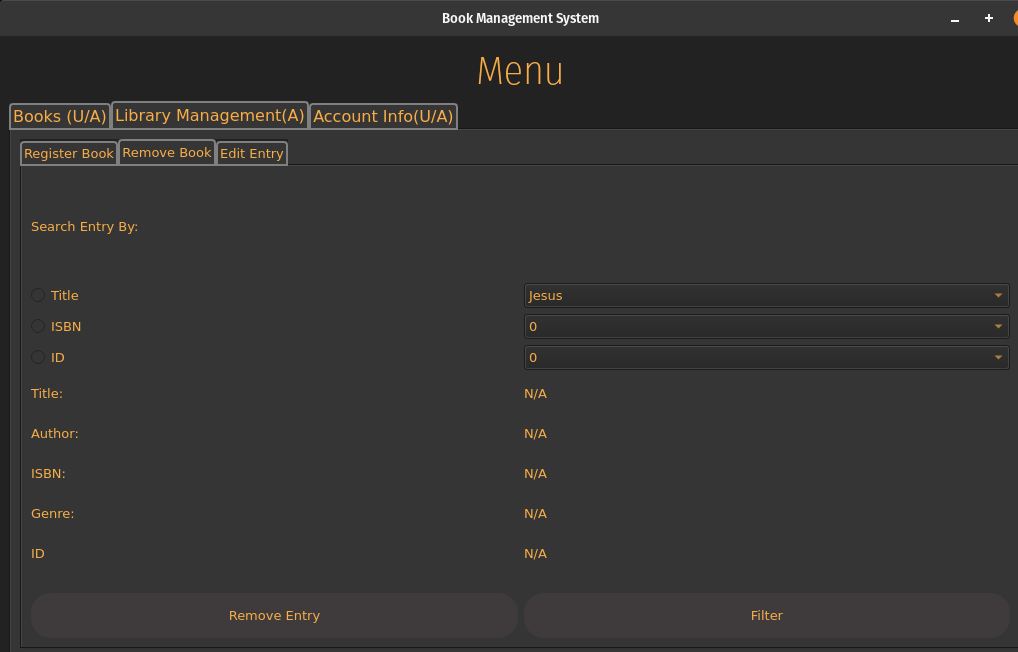 Book Management System
Menu
Books (U/A) Library Management(A) Account Info(U/A)
Register Book Remove Book Edit Entry
Search Entry By:
Title Jesus
ISBN 0
ID 0
Title: N/A
Author: N/A
ISBN: N/A
Genre: N/A
ID N/A
Remove Entry Filter